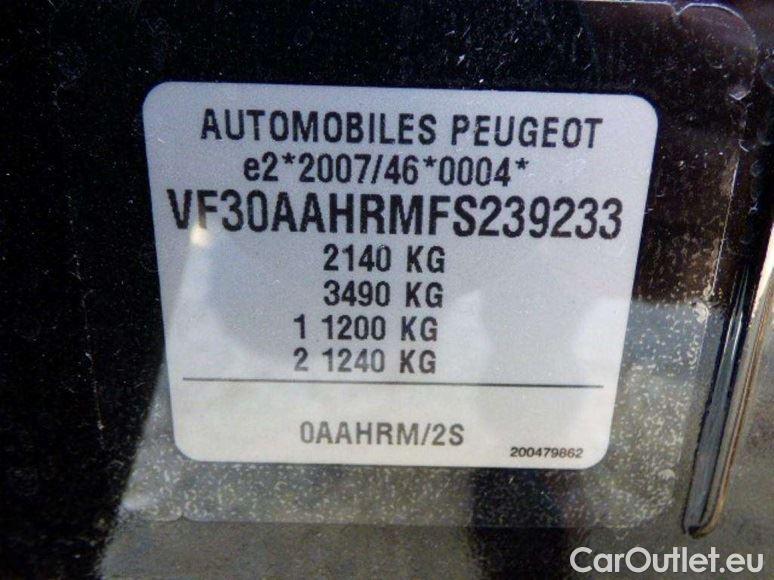 AUTOMOBILES PEUGEOT
e2*2007/46*0004*
VF30AAHRMFS239233
2140 KG
3490 KG
1 1200 KG
2 1240 KG
0AAHRM/2S
200479862
CarOutlet.eu